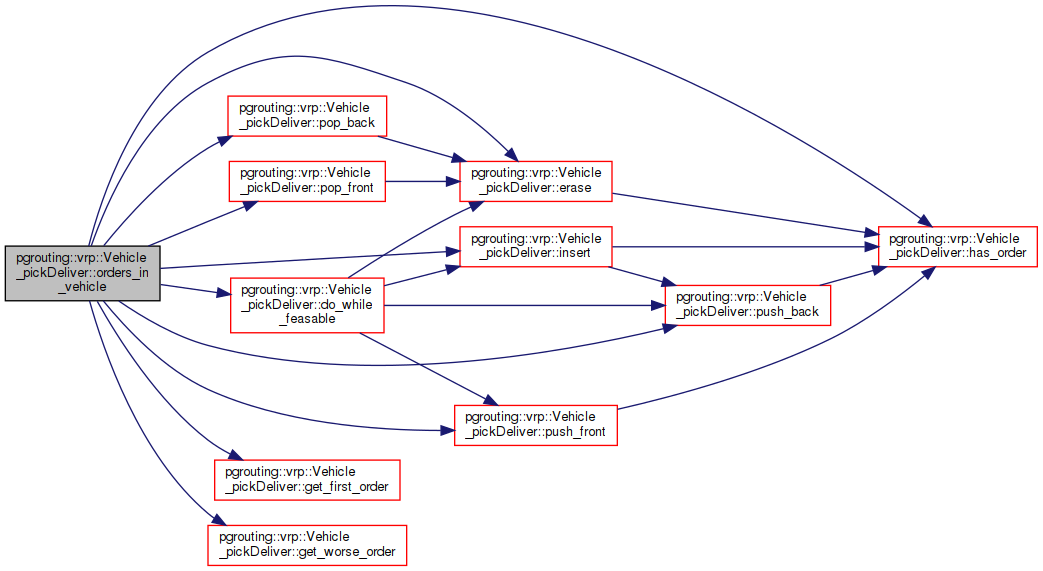 pgrouting::vrp::Vehicle
_pickDeliver::orders_in
_vehicle
pgrouting::vrp::Vehicle
_pickDeliver::pop_back
pgrouting::vrp::Vehicle
_pickDeliver::pop_front
pgrouting::vrp::Vehicle
_pickDeliver::do_while
_feasable
pgrouting::vrp::Vehicle
_pickDeliver::get_first_order
pgrouting::vrp::Vehicle
_pickDeliver::get_worse_order
pgrouting::vrp::Vehicle
_pickDeliver::erase
pgrouting::vrp::Vehicle
_pickDeliver::insert
pgrouting::vrp::Vehicle
_pickDeliver::push_front
pgrouting::vrp::Vehicle
_pickDeliver::push_back
pgrouting::vrp::Vehicle
_pickDeliver::has_order